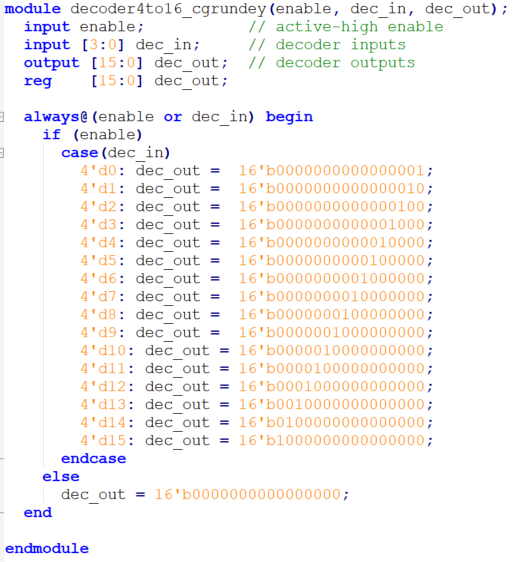 module decoder4to16_cgrundey(enable, dec_in, dec_out);
  input enable;           // active-high enable
  input [3:0] dec_in;     // decoder inputs
  output [15:0] dec_out;  // decoder outputs
  reg    [15:0] dec_out;

  always@(enable or dec_in) begin
    if (enable)
      case(dec_in)
        4'd0: dec_out =  16'b0000000000000001;
        4'd1: dec_out =  16'b0000000000000010;
        4'd2: dec_out =  16'b0000000000000100;
        4'd3: dec_out =  16'b0000000000001000;
        4'd4: dec_out =  16'b0000000000010000;
        4'd5: dec_out =  16'b0000000000100000;
        4'd6: dec_out =  16'b0000000001000000;
        4'd7: dec_out =  16'b0000000010000000;
        4'd8: dec_out =  16'b0000000100000000;
        4'd9: dec_out =  16'b0000001000000000;
        4'd10: dec_out = 16'b0000010000000000;
        4'd11: dec_out = 16'b0000100000000000;
        4'd12: dec_out = 16'b0001000000000000;
        4'd13: dec_out = 16'b0010000000000000;
        4'd14: dec_out = 16'b0100000000000000;
        4'd15: dec_out = 16'b1000000000000000;
      endcase
    else
      dec_out = 16'b0000000000000000;
  end

endmodule